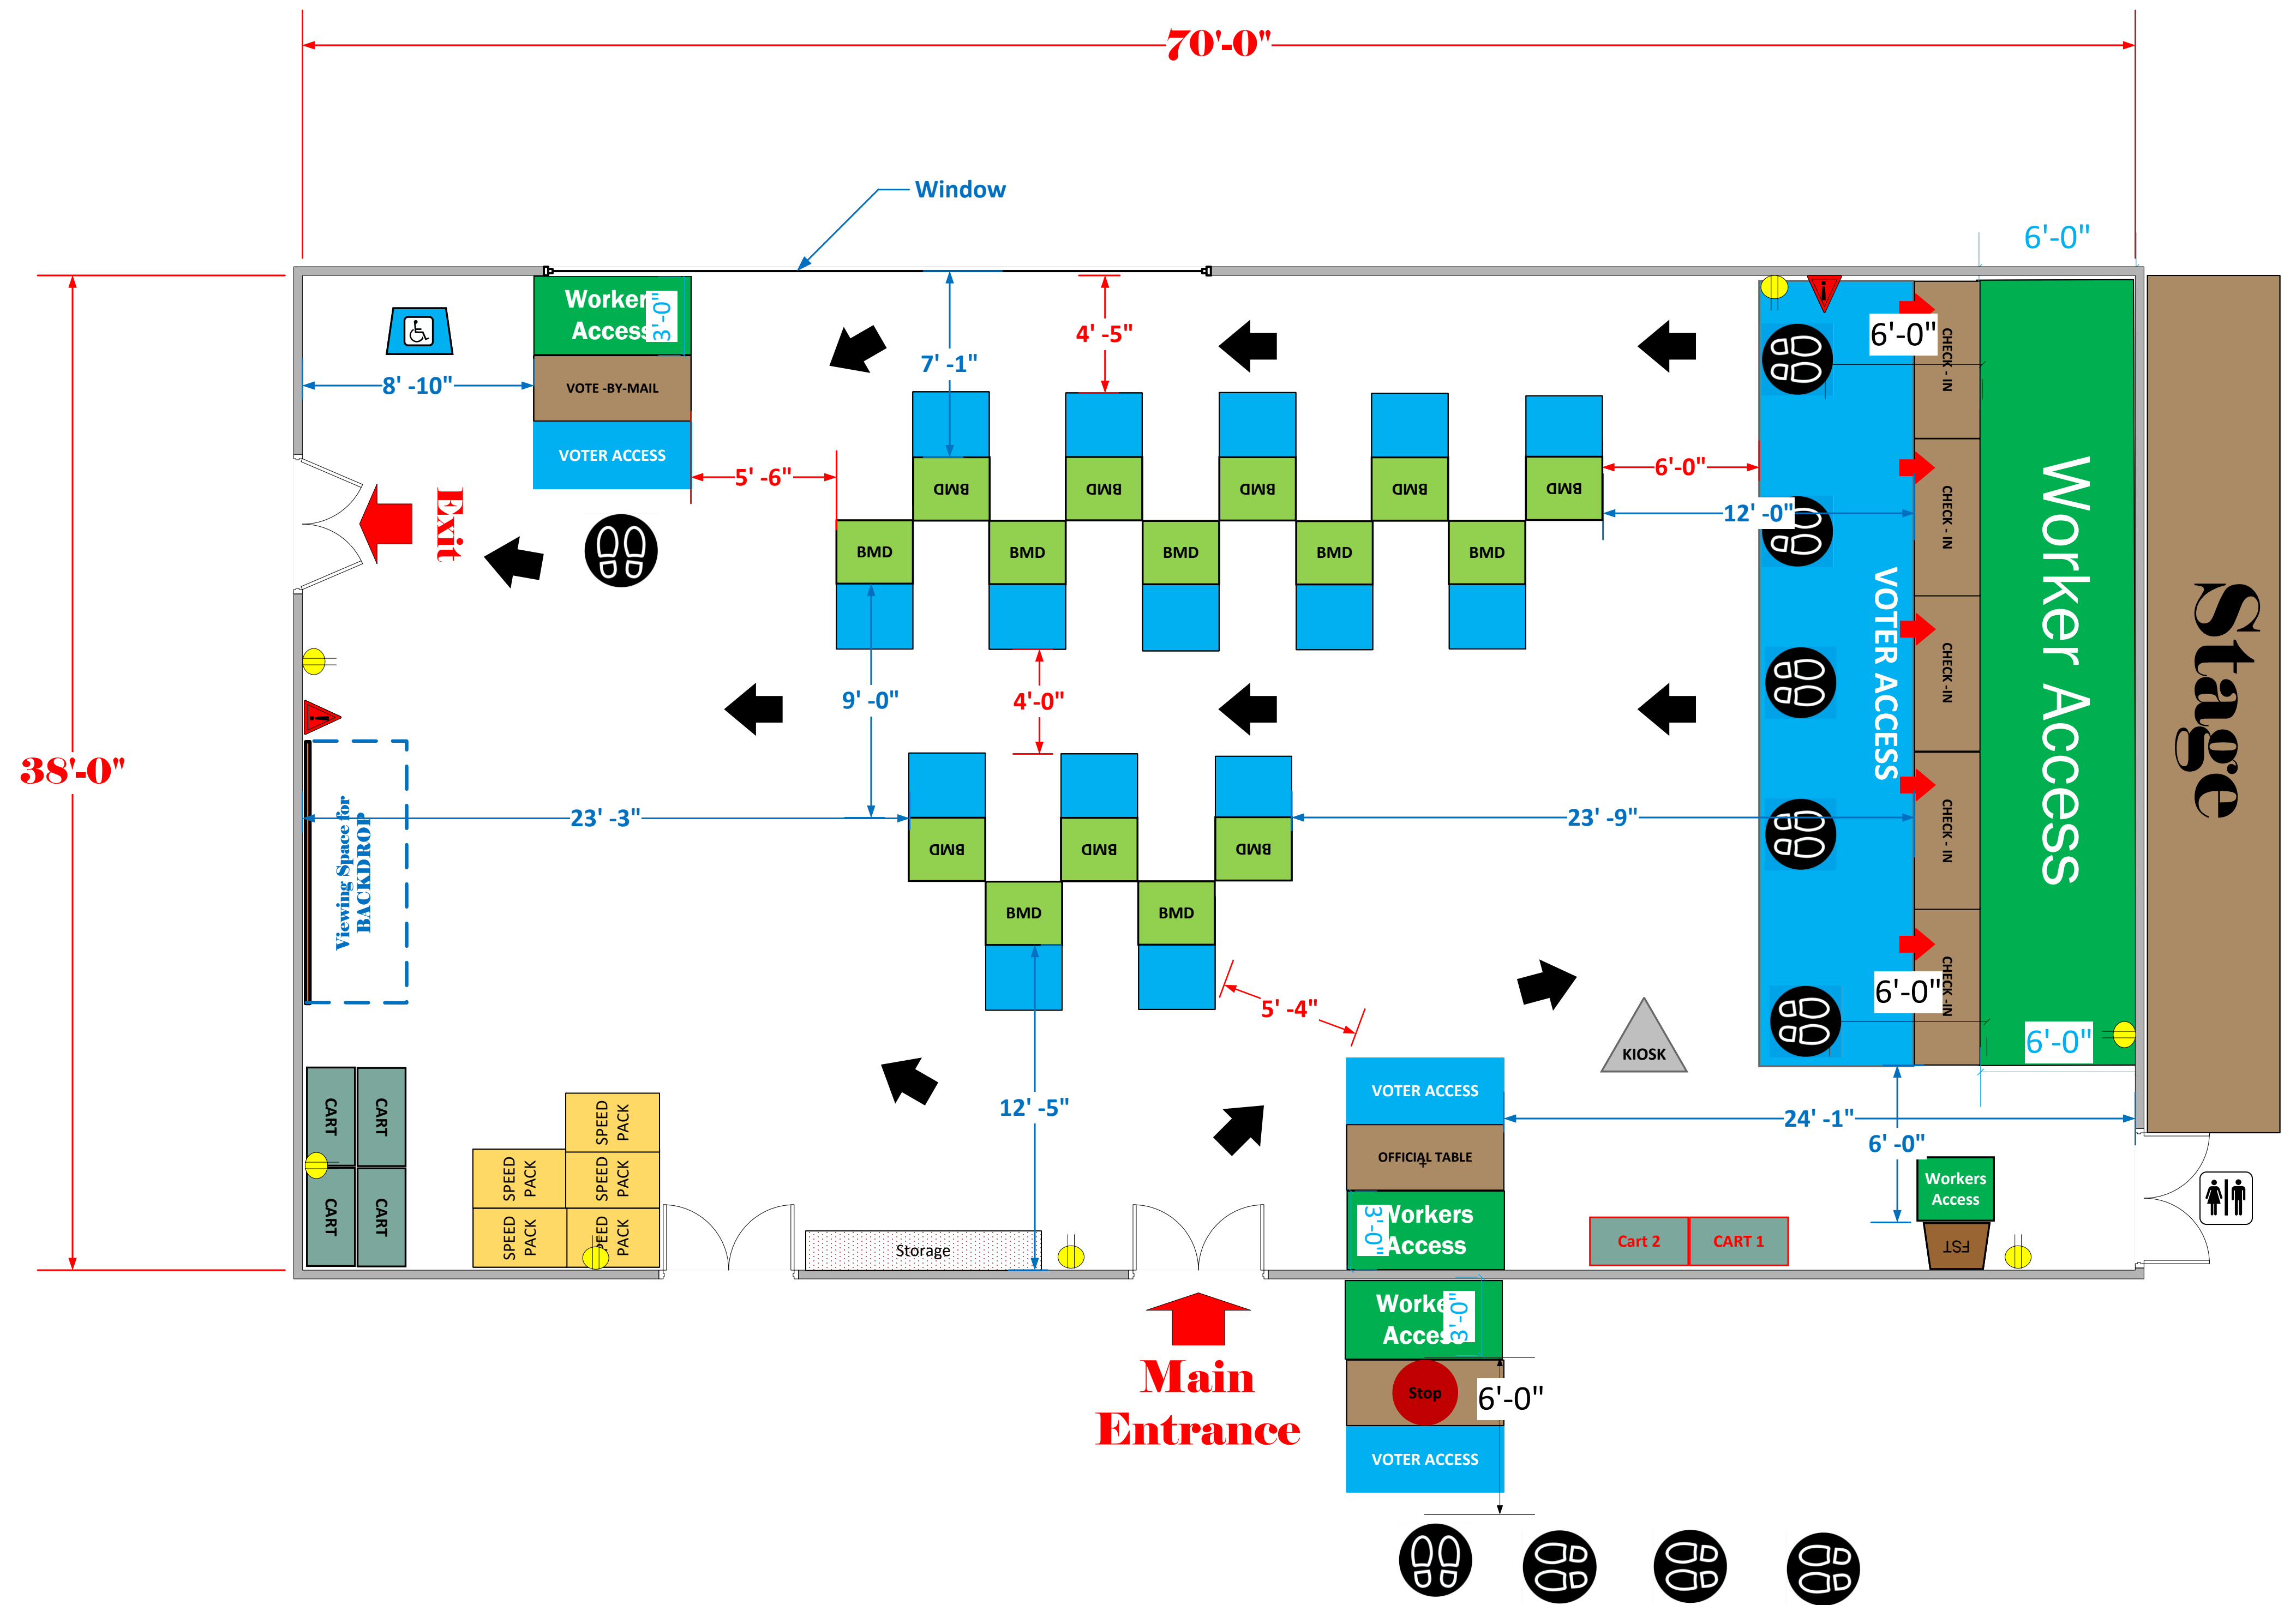 70'-0"
Window
6'-0"
Workers
Access
3'-0"
VOTE -BY-MAIL
VOTER ACCESS
8' -10"
7' -1"
4' -5"
6'-0"
CHECK - IN
5' -6"
6'-0"
12' -0"
BMD
BMD
BMD
BMD
BMD
BMD
BMD
BMD
BMD
BMD
Exit
CHECK - IN
CHECK -IN
CHECK - IN
CHECK -IN
VOTER ACCESS
Worker Access
Stage
9' -0"
4'-0"
38'-0"
23' -3"
23' -9"
Viewing Space for
BACKDROP
BMD
BMD
BMD
BMD
BMD
6'-0"
5' -4"
6'-0"
KIOSK
12' -5"
24' -1"
6' -0"
VOTER ACCESS
OFFICIAL TABLE
Workers
Access
3'-0"
CART
CART
CART
CART
SPEED
PACK
SPEED
PACK
SPEED
PACK
SPEED
PACK
SPEED
PACK
Storage
Cart 2
CART 1
Workers
Access
FST
Main
Entrance
Worker
Access
3'-0"
Stop
6'-0"
VOTER ACCESS